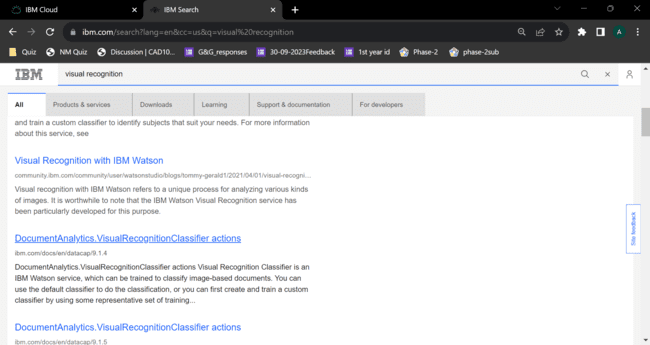 IBM Cloud
IBM Search
ibm.com/search?lang=en&cc=us&q=visual%20recognition
A
Quiz
NM Quiz
Discussion | CAD10...
G&G_responses
30-09-2023Feedback
1st year id
Phase-2
phase-2sub
IBM
visual recognition
All
Products & services
Downloads
Learning
Support & documentation
For developers
and train a custom classifier to identify subjects that suit your needs. For more information
about this service, see
Visual Recognition with IBM Watson
community.ibm.com/community/user/watsonstudio/blogs/tommy-gerald1/2021/04/01/visual-recogni...
Visual recognition with IBM Watson refers to a unique process for analyzing various kinds
of images. It is worthwhile to note that the IBM Watson Visual Recognition service has
been particularly developed for this purpose.
Site feedback
DocumentAnalytics.VisualRecognitionClassifier actions
ibm.com/docs/en/datacap/9.1.4
DocumentAnalytics.VisualRecognitionClassifier actions Visual Recognition Classifier is an
IBM Watson service, which can be trained to classify image-based documents. You can
use the default classifier to do the classification, or you can first create and train a custom
classifier by using some representative set of training...
DocumentAnalytics.VisualRecognitionClassifier actions
ibm.com/docs/en/datacap/9.1.5